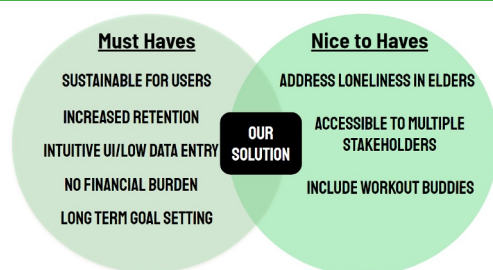 Must Haves
SUSTAINABLE FOR USERS
INCREASED RETENTION
INTUITIVE UI/LOW DATA ENTRY
NO FINANCIAL BURDEN
LONG TERM GOAL SETTING
OUR
SOLUTION
Nice to Haves
ADDRESS LONELINESS IN ELDERS
ACCESSIBLE TO MULTIPLE
STAKEHOLDERS
INCLUDE WORKOUT BUDDIES